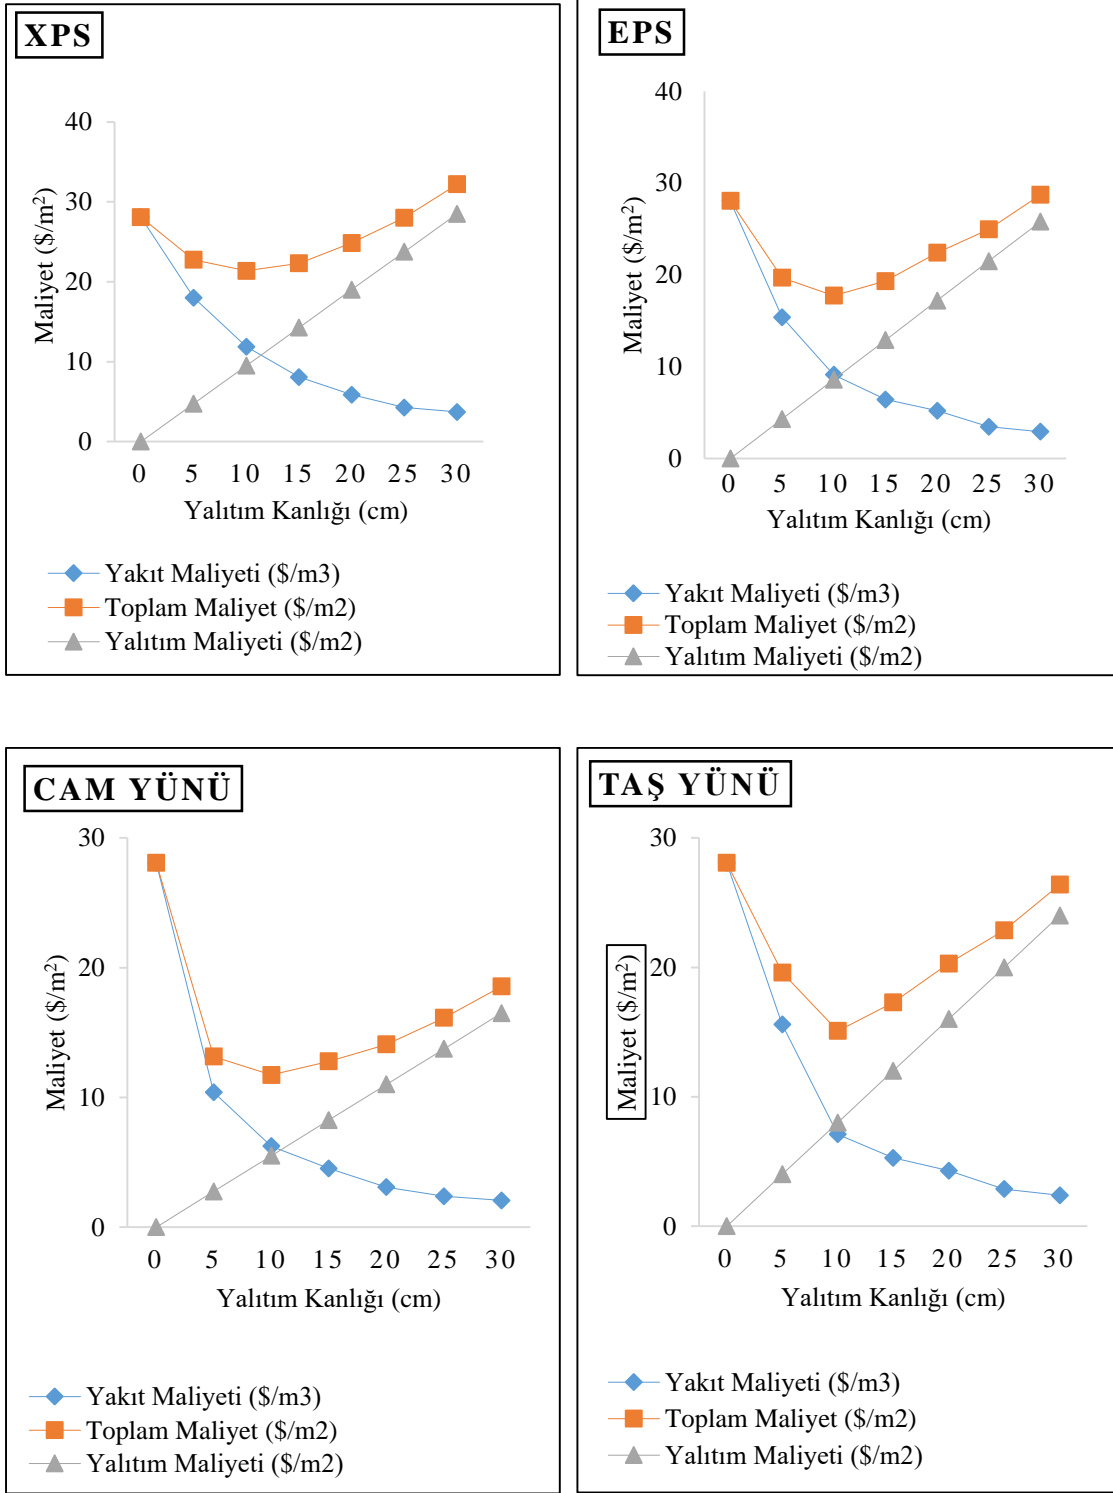 XPS
40
30
20
10
0
Maliyet ($/m²)
0 5 10 15 20 25 30
Yalıtım Kanlığı (cm)
Yakıt Maliyeti ($/m3)
Toplam Maliyet ($/m2)
Yalıtım Maliyeti ($/m2)
EPS
40
30
20
10
0
Maliyet ($/m²)
0 5 10 15 20 25 30
Yalıtım Kanlığı (cm)
Yakıt Maliyeti ($/m3)
Toplam Maliyet ($/m2)
Yalıtım Maliyeti ($/m2)
CAM YÜNÜ
30
20
10
0
Maliyet ($/m²)
0 5 10 15 20 25 30
Yalıtım Kanlığı (cm)
Yakıt Maliyeti ($/m3)
Toplam Maliyet ($/m2)
Yalıtım Maliyeti ($/m2)
TAŞ YÜNÜ
30
20
10
0
Maliyet ($/m²)
0 5 10 15 20 25 30
Yalıtım Kanlığı (cm)
Yakıt Maliyeti ($/m3)
Toplam Maliyet ($/m2)
Yalıtım Maliyeti ($/m2)